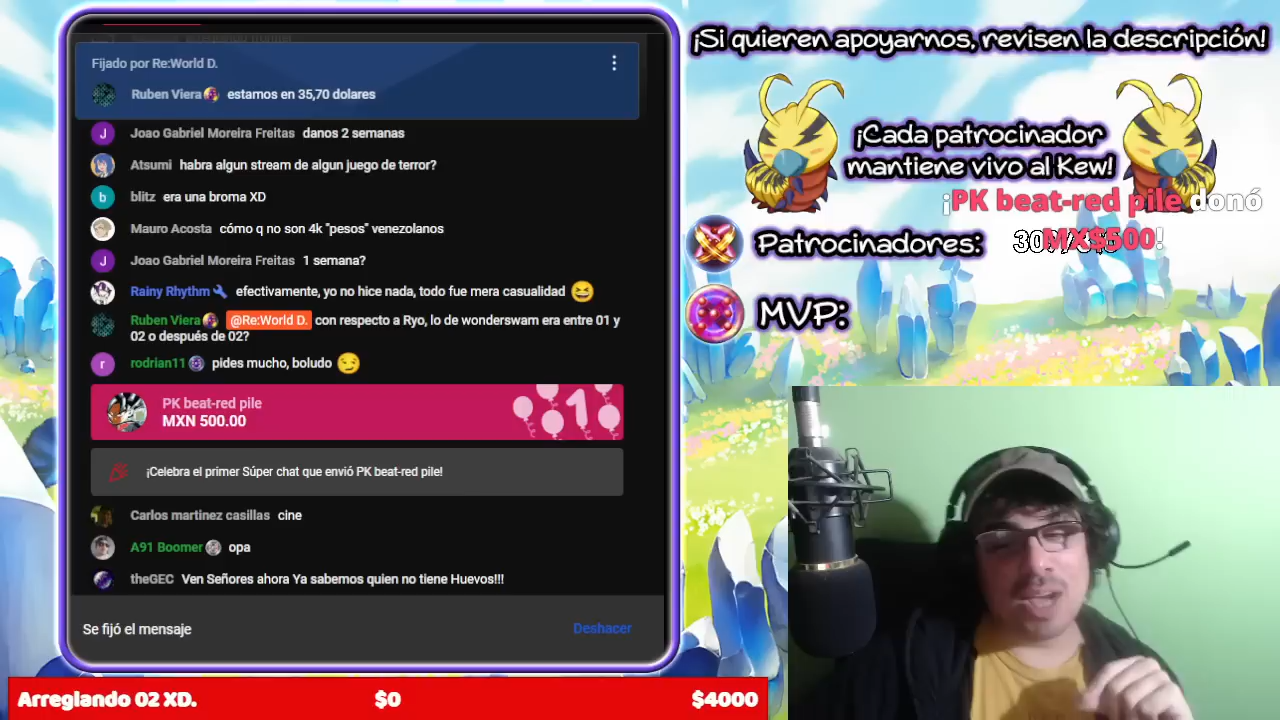 Fijado por Re:World D.
Ruben Viera estamos en 35,70 dolares
J Joao Gabriel Moreira Freitas danos 2 semanas
Atsumi habra algun stream de algun juego de terror?
b blitz era una broma XD
Mauro Acosta cómo q no son 4k "pesos" venezolanos
J Joao Gabriel Moreira Freitas 1 semana?
Rainy Rhythm efectivamente, yo no hice nada, todo fue mera casualidad
Ruben Viera @Re:World D. con respecto a Ryo, lo de wonderswam era entre 01 y
02 o después de 02?
r rodrian11 pides mucho, boludo
PK beat-red pile
MXN 500.00
1
¡Celebra el primer Súper chat que envió PK beat-red pile!
Carlos martinez casillas cine
A91 Boomer opa
theGEC Ven Señores ahora Ya sabemos quien no tiene Huevos!!!
Se fijó el mensaje
Deshacer
¡Si quieren apoyarnos, revisen la descripción!
¡Cada patrocinador
mantiene vivo al Kew!
¡PK beat-red pile donó
MX$500!
Patrocinadores:
MVP:
Arreglando 02 XD.
$0
$4000